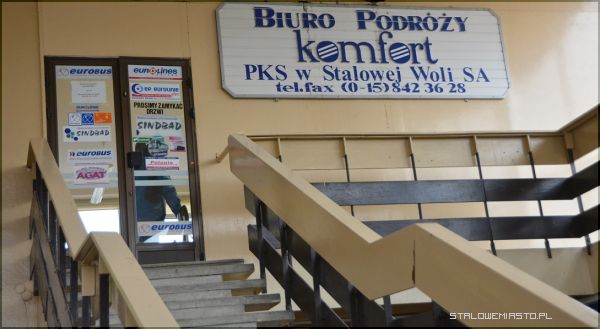 BIURO PODRÓŻY
komfort
PKS w Stalowej Woli SA
tel.fax (0-15) 842 36 28
EUROBUS
EUROLINES
EUROLINES
PROSIMY ZAMYKAĆ
DRZWI
SINDBAD
SINDBAD
EUROBUS
Polonia
AGAT
EUROBUS
STALOWEMIASTO.PL